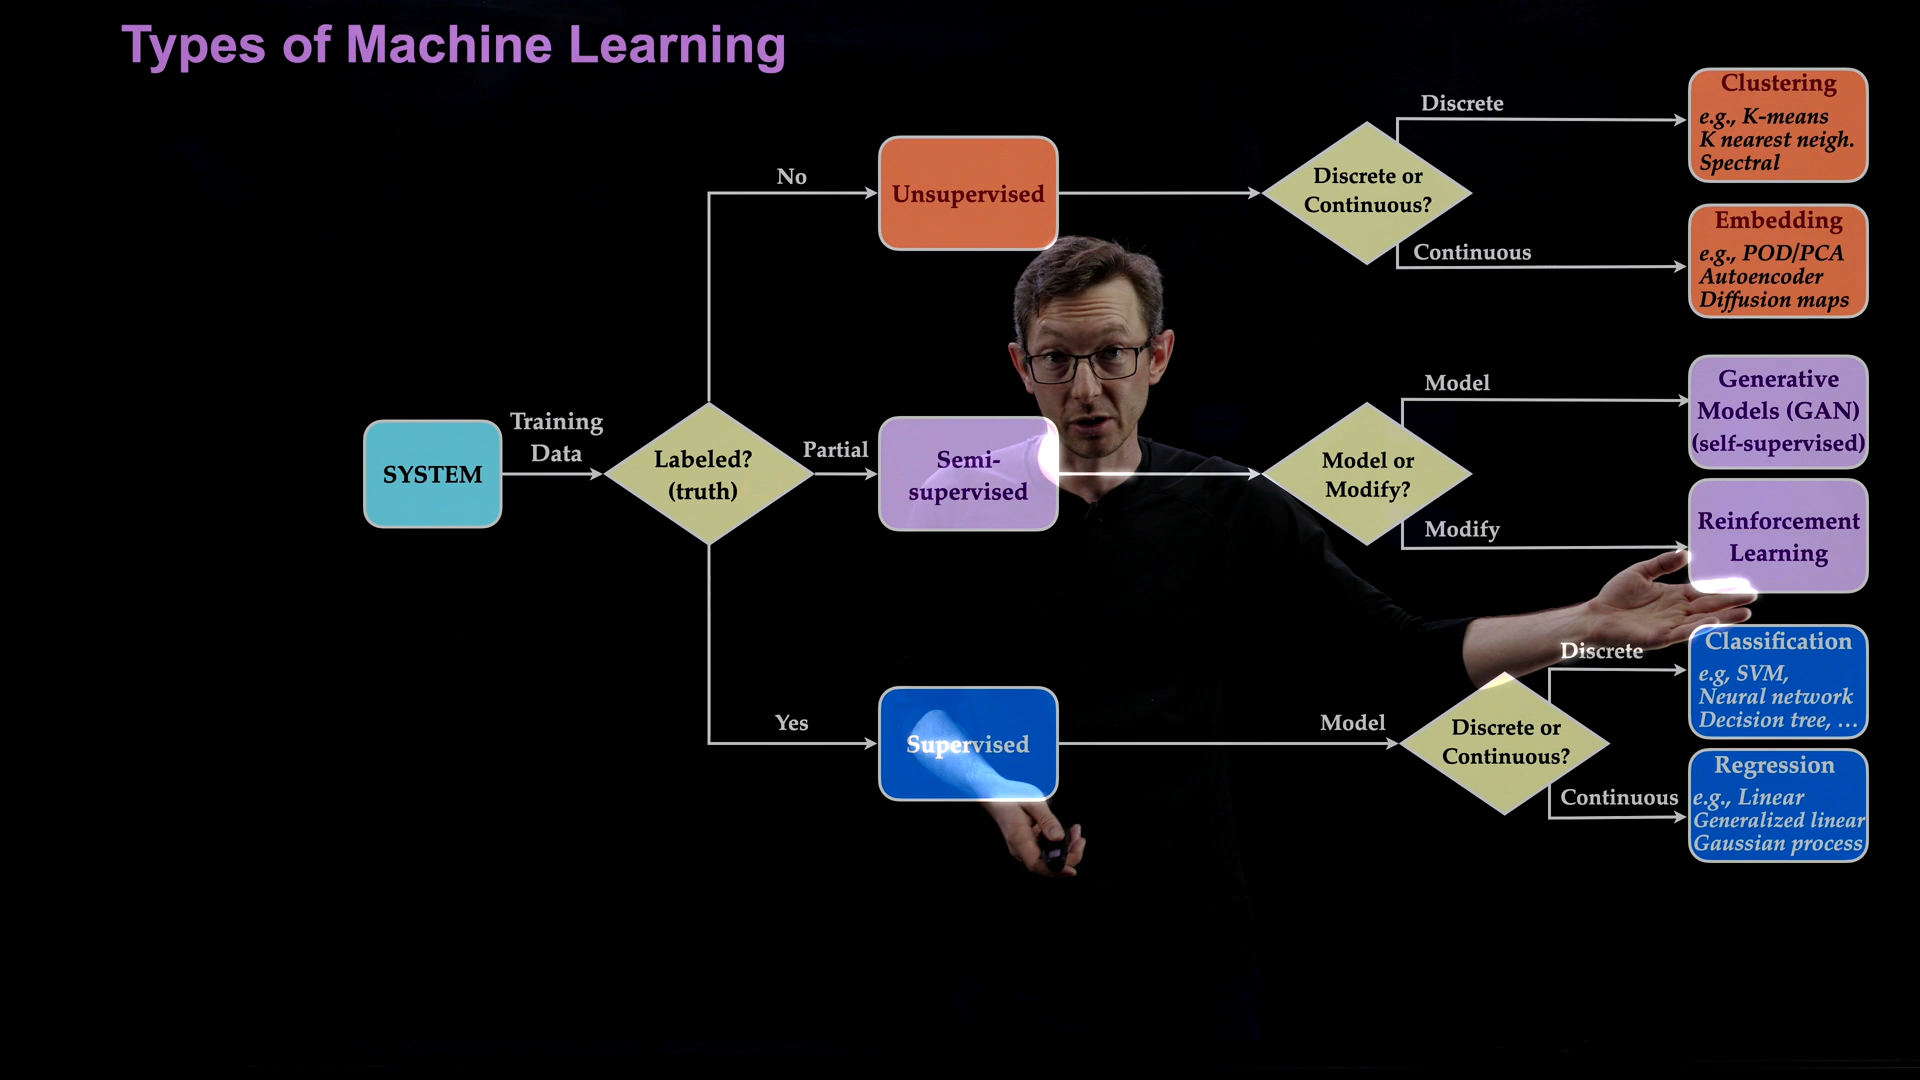 Types of Machine Learning
SYSTEM
Training
Data
Labeled?
(truth)
No
Unsupervised
Discrete or
Continuous?
Discrete
Clustering
e.g., K-means
K nearest neigh.
Spectral
Continuous
Embedding
e.g., POD/PCA
Autoencoder
Diffusion maps
Partial
Semi-
supervised
Model or
Modify?
Model
Generative
Models (GAN)
(self-supervised)
Modify
Reinforcement
Learning
Yes
Supervised
Model
Discrete or
Continuous?
Discrete
Classification
e.g, SVM,
Neural network
Decision tree, …
Continuous
Regression
e.g., Linear
Generalized linear
Gaussian process